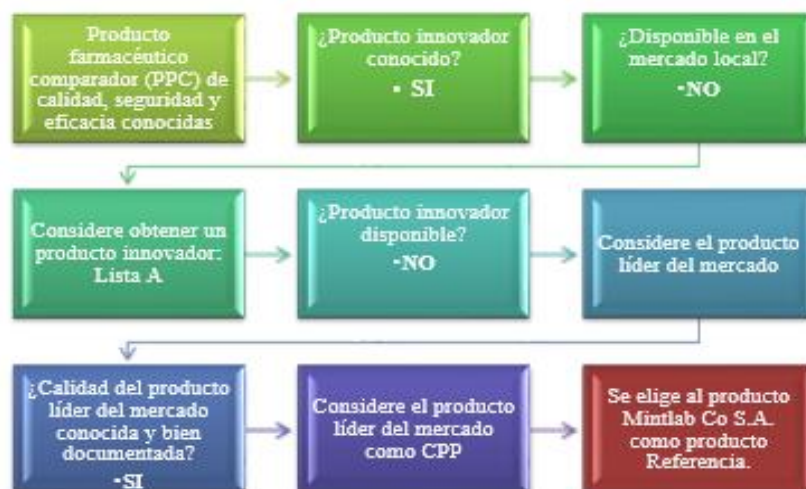 Producto
farmacéutico
comparador (PPC) de
calidad, seguridad y
eficacia conocidas
¿Producto innovador
conocido?
- SI
¿Disponible en el
mercado local?
-NO
Considere obtener un
producto innovador:
Lista A
¿Producto innovador
disponible?
-NO
Considere el producto
líder del mercado
¿Calidad del producto
líder del mercado
conocida y bien
documentada?
-SI
Considere el producto
líder del mercado
como CPP
Se elige al producto
Mintlab Co S.A.
como producto
Referencia.